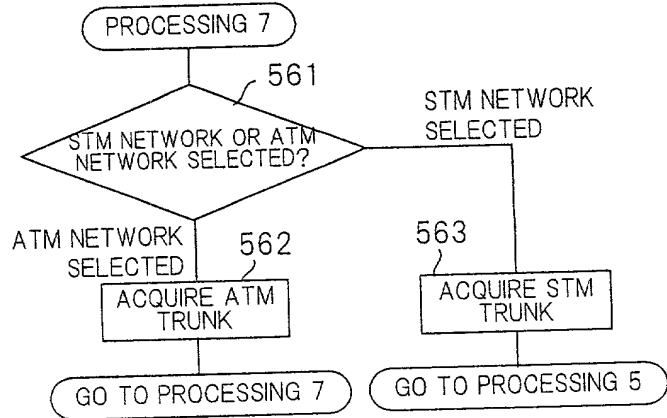 PROCESSING 7
561
STM NETWORK OR ATM
NETWORK SELECTED?
STM NETWORK
SELECTED
ATM NETWORK
SELECTED
562
563
ACQUIRE ATM
TRUNK
ACQUIRE STM
TRUNK
GO TO PROCESSING 7
GO TO PROCESSING 5